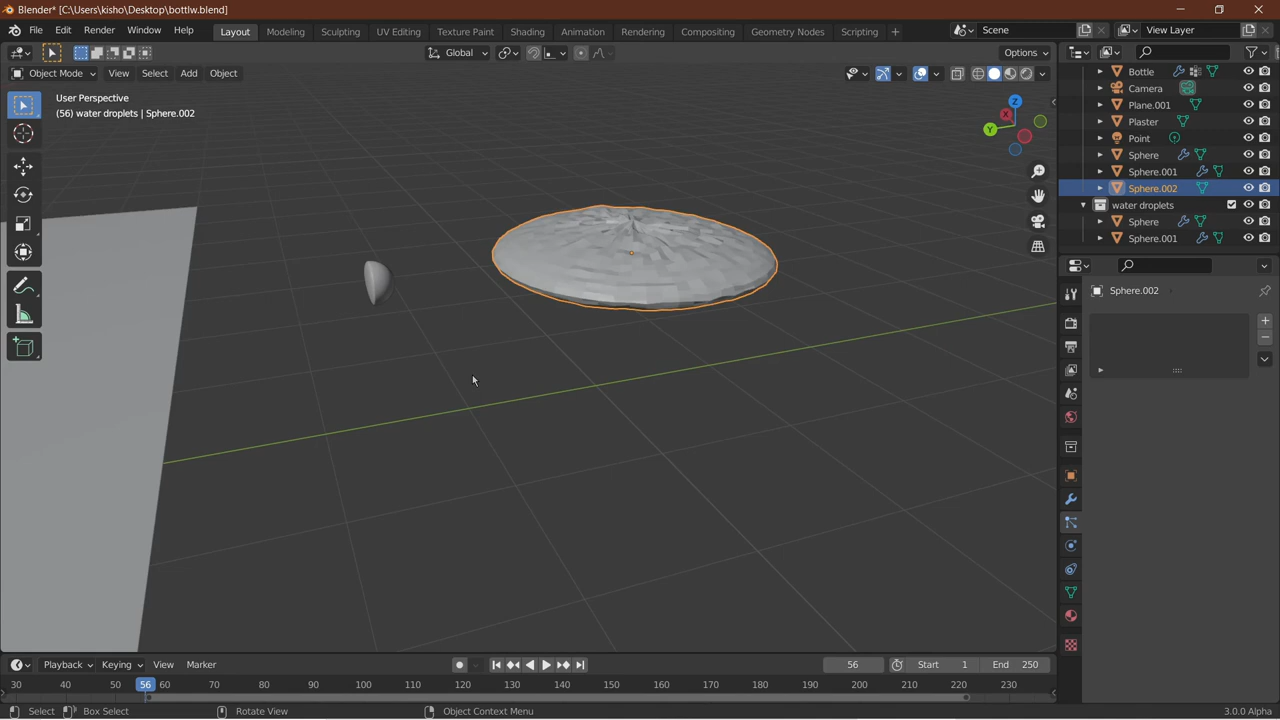 Blender* [C:\Users\kisho\Desktop\bottlw.blend]
File Edit Render Window Help Layout Modeling Sculpting UV Editing Texture Paint Shading Animation Rendering Compositing Geometry Nodes Scripting + Scene View Layer
Global Options
Object Mode View Select Add Object
User Perspective
(56) water droplets | Sphere.002
Z
X
Y
Bottle
Camera
Plane.001
Plaster
Point
Sphere
Sphere.001
Sphere.002
water droplets
Sphere
Sphere.001
Sphere.002
Playback Keying View Marker 56 Start 1 End 250
30 40 50 56 60 70 80 90 100 110 120 130 140 150 160 170 180 190 200 210 220 230
Select Box Select Rotate View Object Context Menu 3.0.0 Alpha